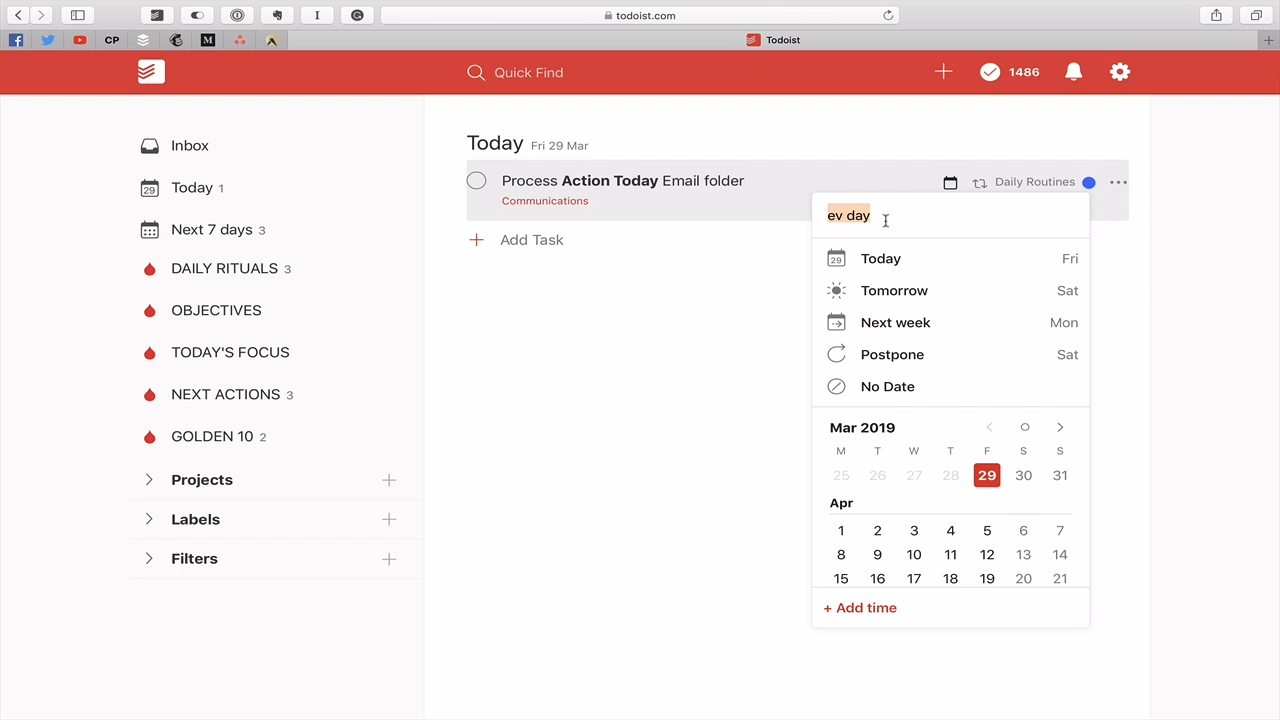 todoist.com
CP
M
Todoist
Quick Find
1486
Inbox
29 Today 1
Next 7 days 3
DAILY RITUALS 3
OBJECTIVES
TODAY'S FOCUS
NEXT ACTIONS 3
GOLDEN 10 2
Projects
Labels
Filters
Today Fri 29 Mar
Process Action Today Email folder
Daily Routines
Communications
Add Task
ev day
29 Today Fri
Tomorrow Sat
Next week Mon
Postpone Sat
No Date
Mar 2019
M T W T F S S
25 26 27 28 29 30 31
Apr
1 2 3 4 5 6 7
8 9 10 11 12 13 14
15 16 17 18 19 20 21
+ Add time